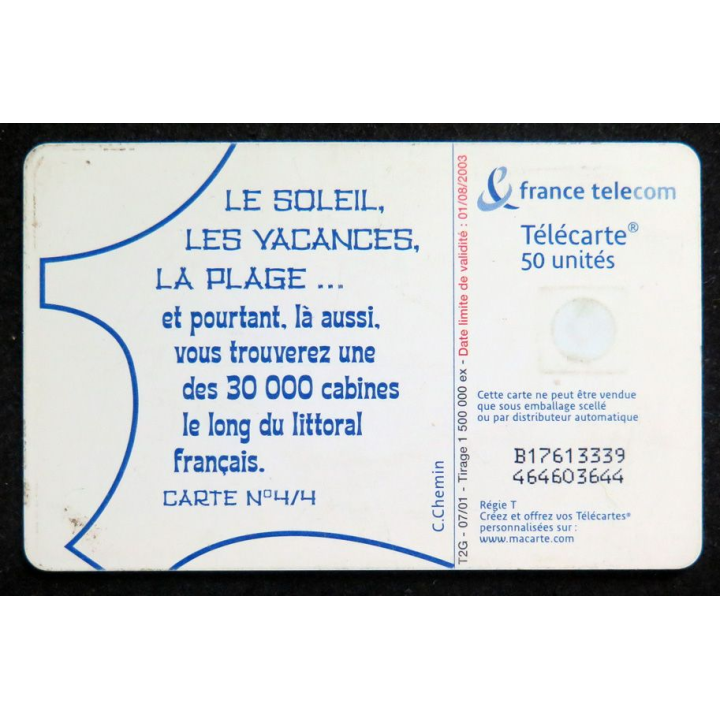 LE SOLEIL,
LES VACANCES,
LA PLAGE ...
et pourtant, là aussi,
vous trouverez une
des 30 000 cabines
le long du littoral
français.
CARTE N°4/4
C.Chemin
T2G - 07/01 - Tirage 1 500 000 ex - Date limite de validité : 01/08/2003
france telecom
Télécarte®
50 unités
Cette carte ne peut être vendue
que sous emballage scellé
ou par distributeur automatique
B17613339
464603644
Régie T
Créez et offrez vos Télécartes®
personnalisées sur :
www.macarte.com